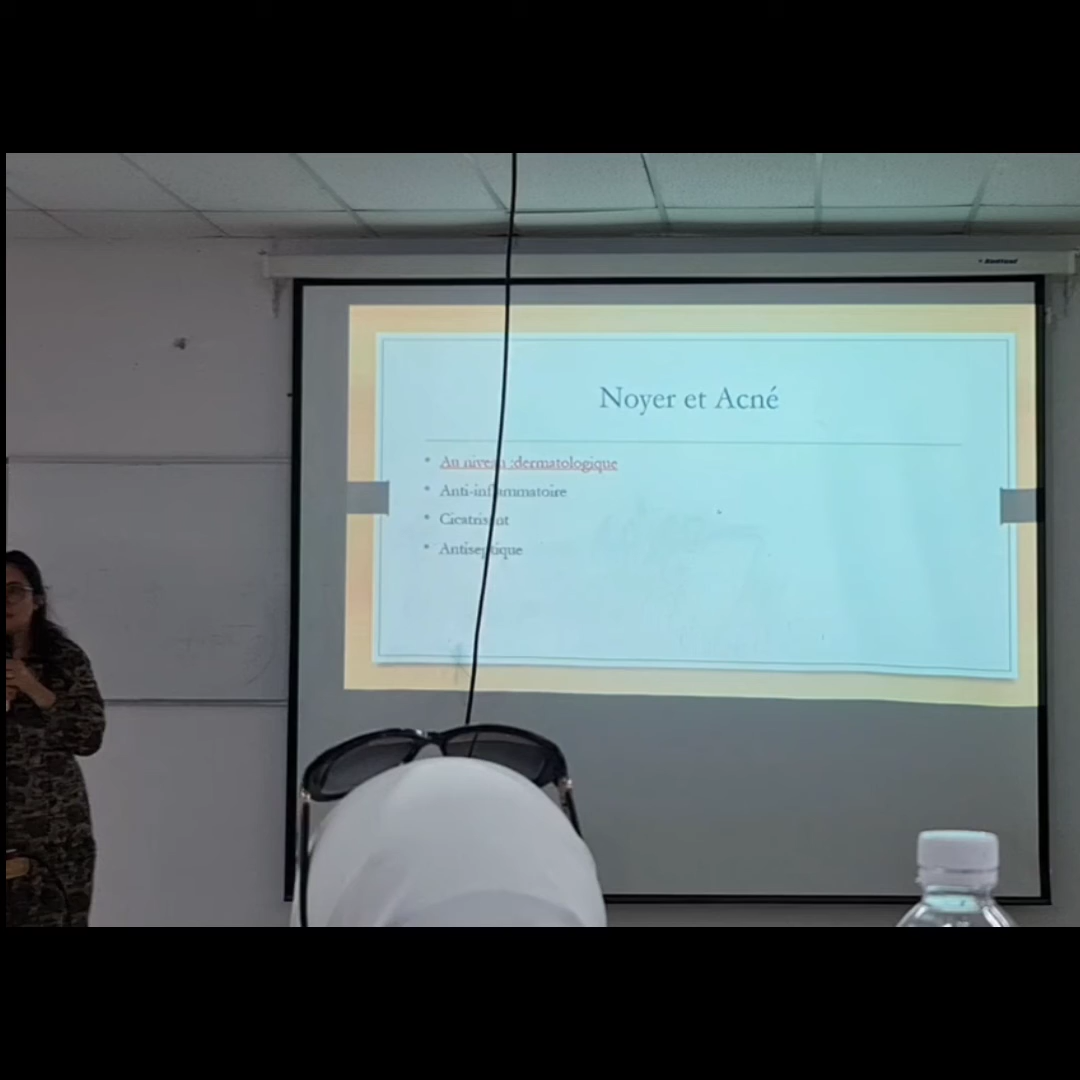 Noyer et Acné
• Au niveau :dermatologique
• Anti-inflammatoire
• Cicatrisant
• Antiseptique